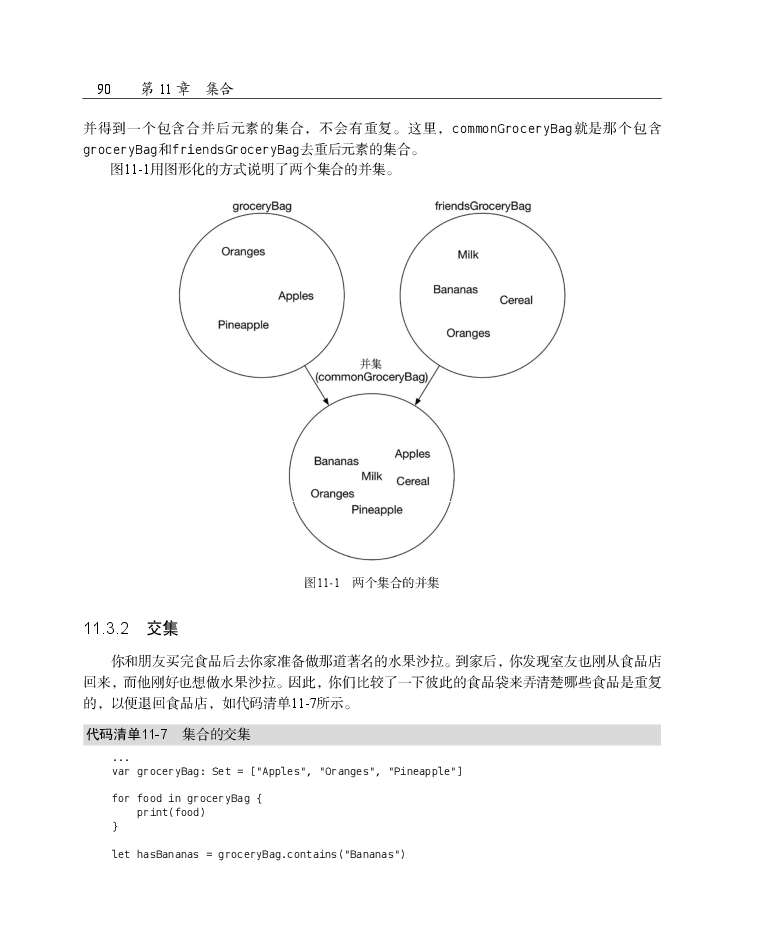 90 第 11 章 集合
并得到一个包含合并后元素的集合，不会有重复。这里，commonGroceryBag就是那个包含
groceryBag和friendsGroceryBag去重后元素的集合。
图11-1用图形化的方式说明了两个集合的并集。
groceryBag
friendsGroceryBag
Oranges
Apples
Pineapple
Milk
Bananas
Cereal
Oranges
并集
(commonGroceryBag)
Apples
Bananas
Milk
Cereal
Oranges
Pineapple
图11-1 两个集合的并集
11.3.2 交集
你和朋友买完食品后去你家准备做那道著名的水果沙拉。到家后，你发现室友也刚从食品店
回来，而他刚好也想做水果沙拉。因此，你们比较了一下彼此的食品袋来弄清楚哪些食品是重复
的，以便退回食品店，如代码清单11-7所示。
代码清单11-7 集合的交集
...
var groceryBag: Set = ["Apples", "Oranges", "Pineapple"]
for food in groceryBag {
print(food)
}
let hasBananas = groceryBag.contains("Bananas")